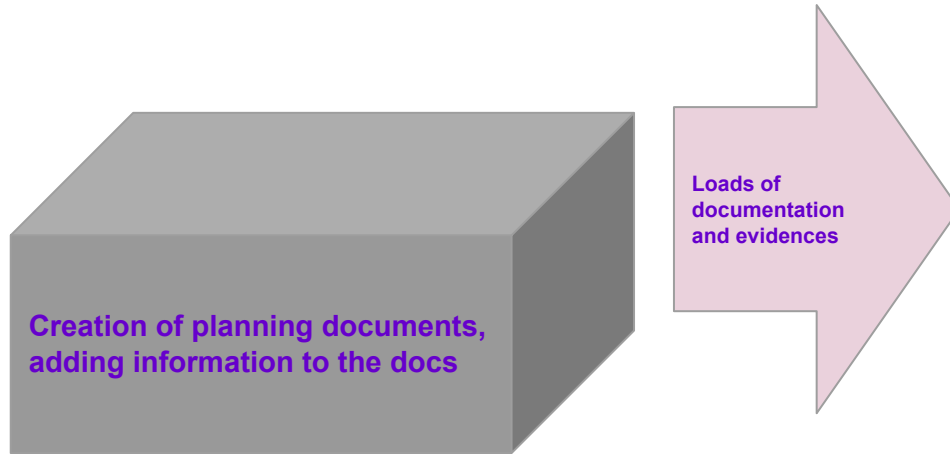 Creation of planning documents,
adding information to the docs
Loads of
documentation
and evidences